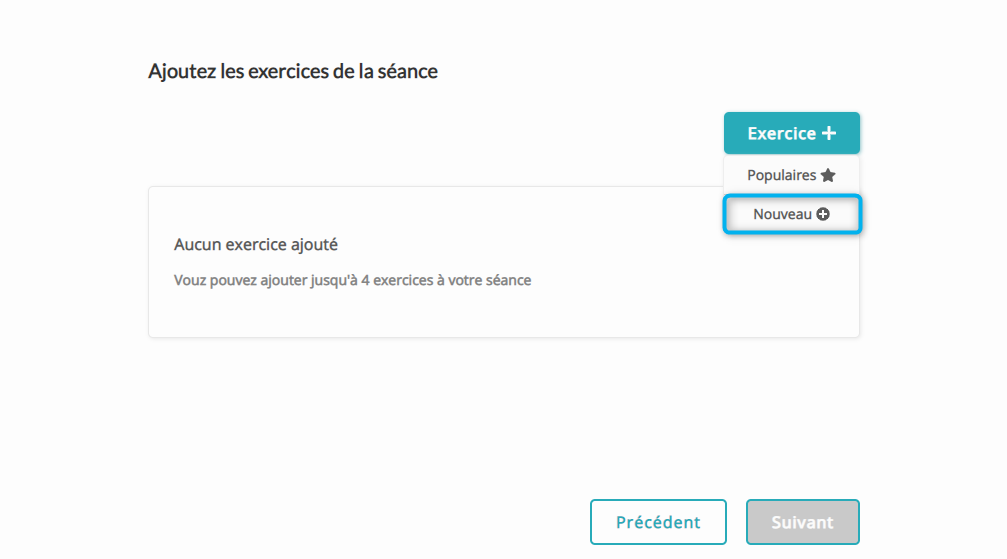 Ajoutez les exercices de la séance
Exercice
Populaires
Nouveau
Aucun exercice ajouté
Vouz pouvez ajouter jusqu'à 4 exercices à votre séance
Précédent
Suivant